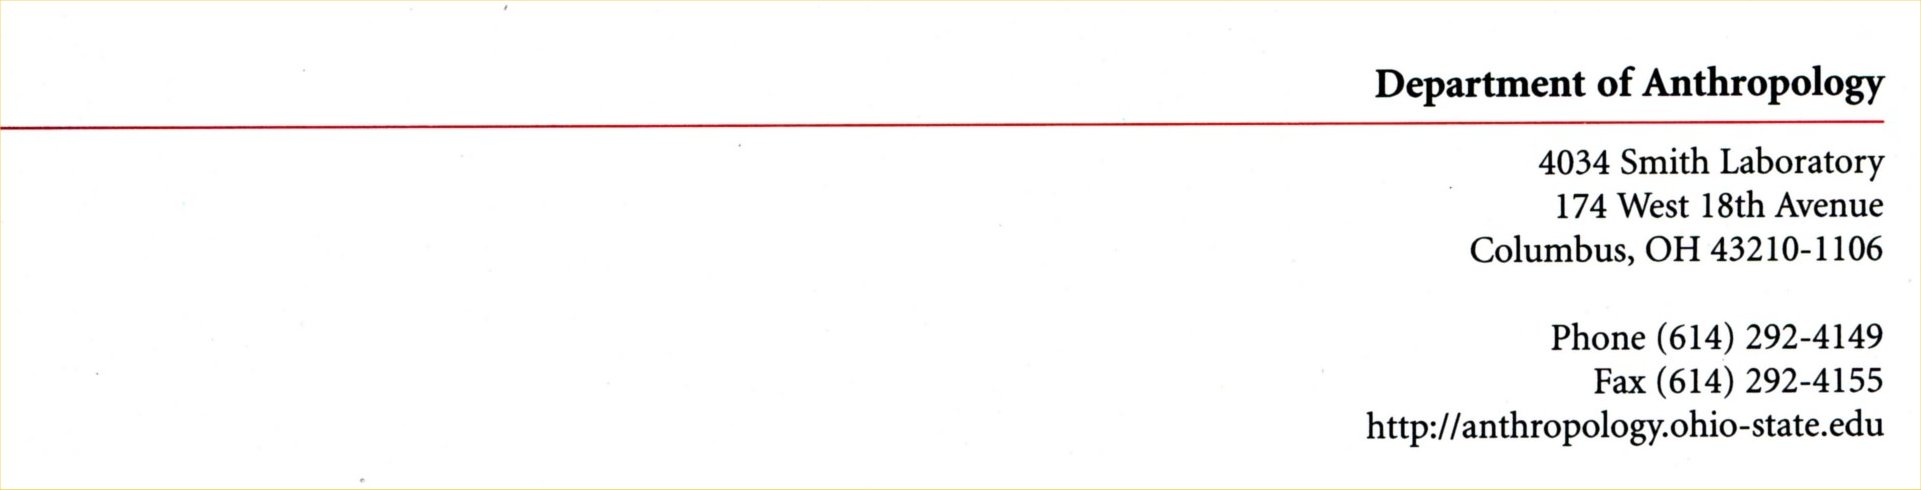 Department of Anthropology
4034 Smith Laboratory
174 West 18th Avenue
Columbus, OH 43210-1106
Phone (614) 292-4149
Fax (614) 292-4155
http://anthropology.ohio-state.edu